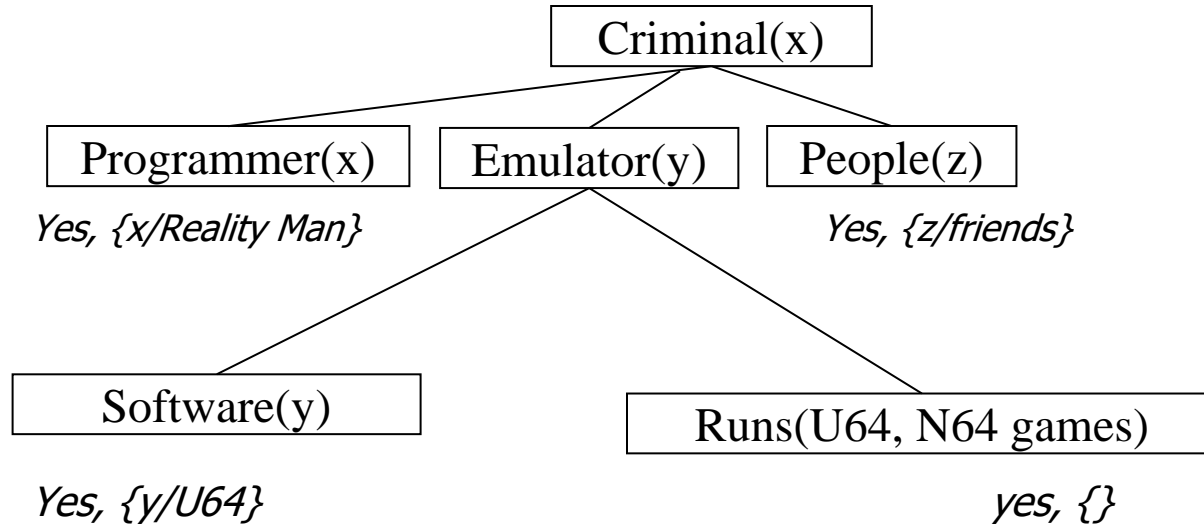 Criminal(x)
Programmer(x)
Emulator(y)
People(z)
Yes, {x/Reality Man}
Yes, {z/friends}
Software(y)
Runs(U64, N64 games)
Yes, {y/U64}
yes, {}